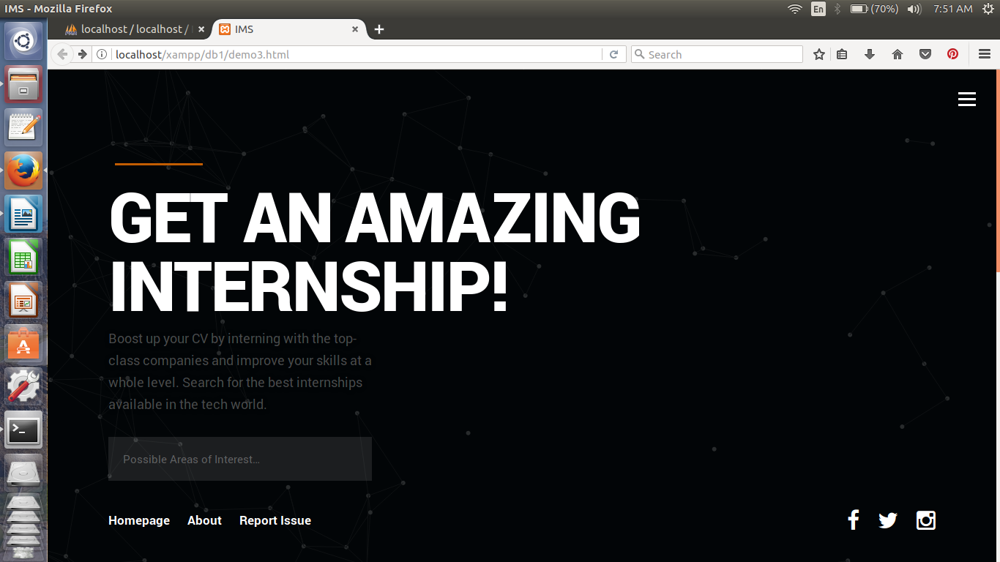 IMS - Mozilla Firefox
En
(70%)
7:51 AM
localhost / localhost /
IMS
localhost/xampp/db1/demo3.html
Search
GET AN AMAZING
INTERNSHIP!
Boost up your CV by interning with the top-
class companies and improve your skills at a
whole level. Search for the best internships
available in the tech world.
Possible Areas of Interest...
Homepage About Report Issue